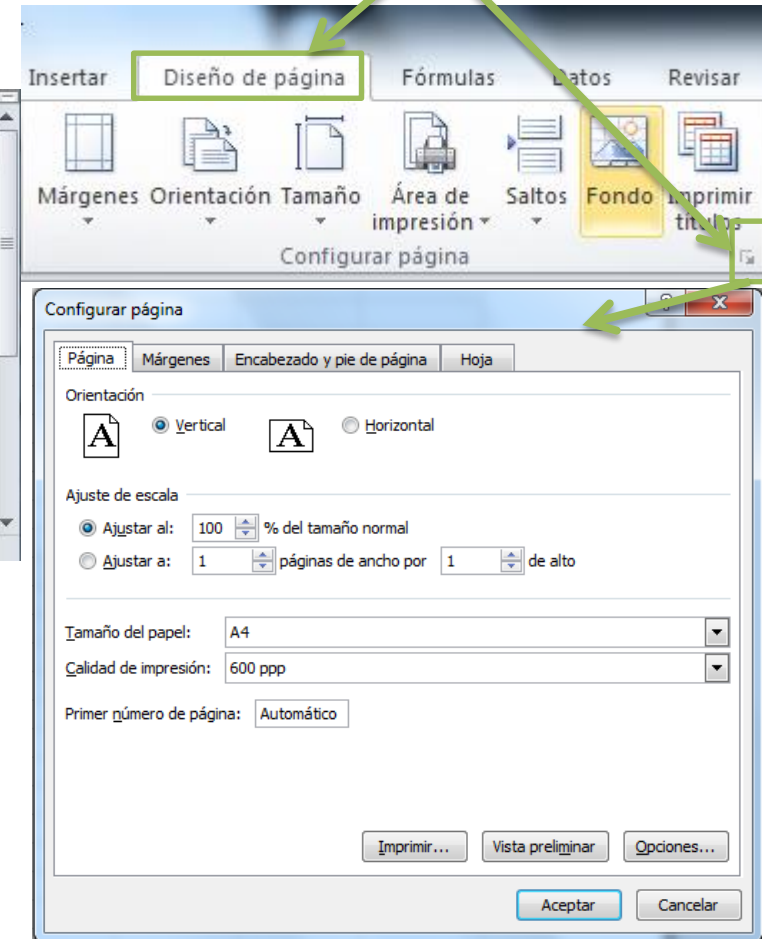 Insertar Diseño de página Fórmulas Datos Revisar
Márgenes Orientación Tamaño Área de impresión Saltos Fondo Imprimir títulos
Configurar página
Configurar página
Página Márgenes Encabezado y pie de página Hoja
Orientación
A Vertical A Horizontal
Ajuste de escala
Ajustar al: 100 % del tamaño normal
Ajustar a: 1 páginas de ancho por 1 de alto
Tamaño del papel: A4
Calidad de impresión: 600 ppp
Primer número de página: Automático
Imprimir... Vista preliminar Opciones...
Aceptar Cancelar